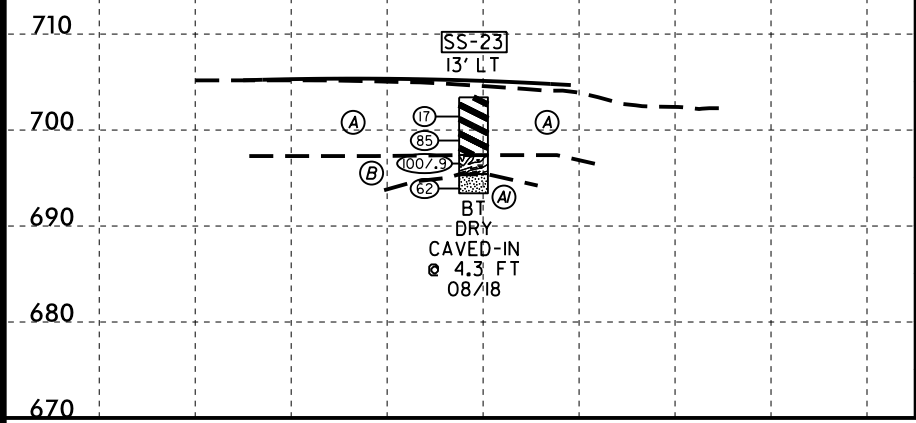 710
SS-23
13' LT
17
700
A
A
85
100/.9
B
62
A1
BT
690
DRY
CAVED-IN
@ 4.3 FT
08/18
680
670